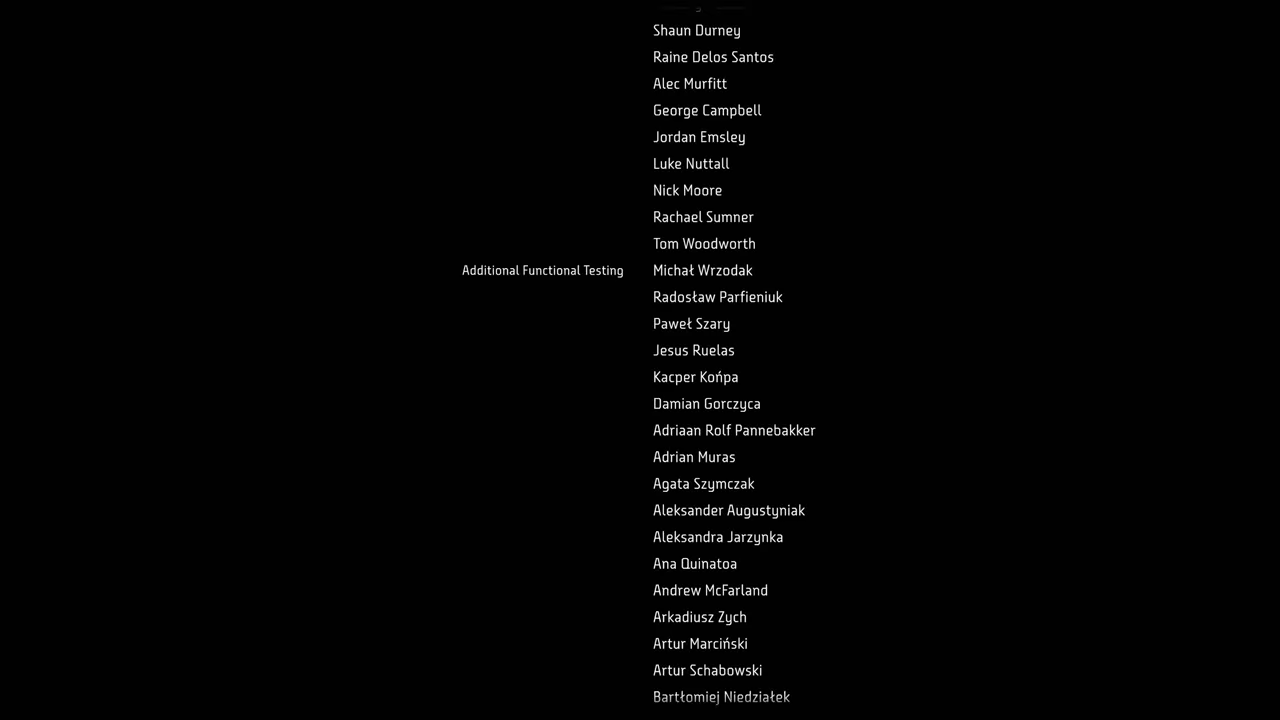 Shaun Durney
Raine Delos Santos
Alec Murfitt
George Campbell
Jordan Emsley
Luke Nuttall
Nick Moore
Rachael Sumner
Tom Woodworth
Additional Functional Testing Michał Wrzodak
Radosław Parfieniuk
Paweł Szary
Jesus Ruelas
Kacper Końpa
Damian Gorczyca
Adriaan Rolf Pannebakker
Adrian Muras
Agata Szymczak
Aleksander Augustyniak
Aleksandra Jarzynka
Ana Quinatoa
Andrew McFarland
Arkadiusz Zych
Artur Marciński
Artur Schabowski
Bartłomiej Niedziałek